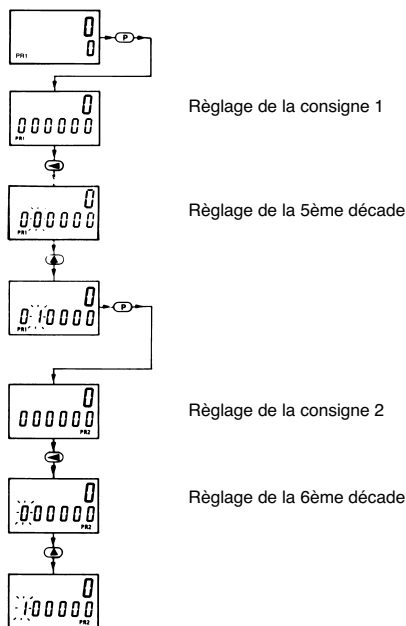 0
0
PR1
P
0
000000
PR1
Règlage de la consigne 1
0
000000
PR1
Règlage de la 5ème décade
0
010000
PR1
P
0
000000
PR2
Règlage de la consigne 2
0
000000
PR2
Règlage de la 6ème décade
0
100000
PR2